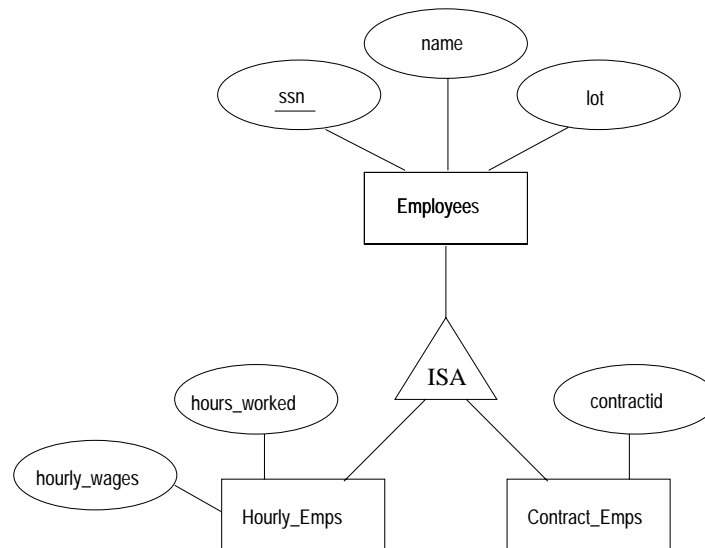 name
ssn
lot
Employees
ISA
hours_worked
contractid
hourly_wages
Hourly_Emps
Contract_Emps